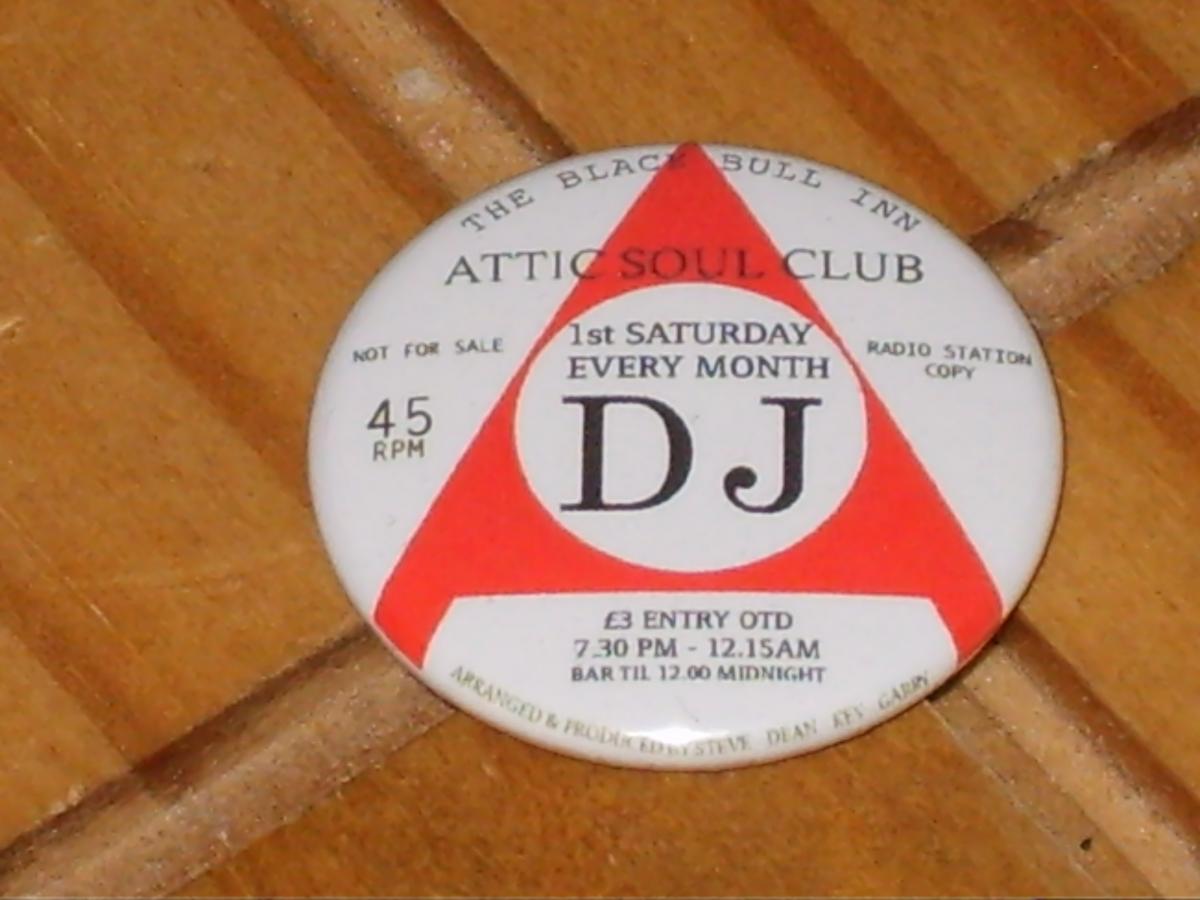 THE BLACK BULL INN
ATTIC SOUL CLUB
1st SATURDAY
EVERY MONTH
NOT FOR SALE
RADIO STATION
COPY
45
RPM
DJ
£3 ENTRY OTD
7.30 PM - 12.15AM
BAR TIL 12.00 MIDNIGHT
ARRANGED & PRODUCED BY STEVE DEAN KEV GARRY